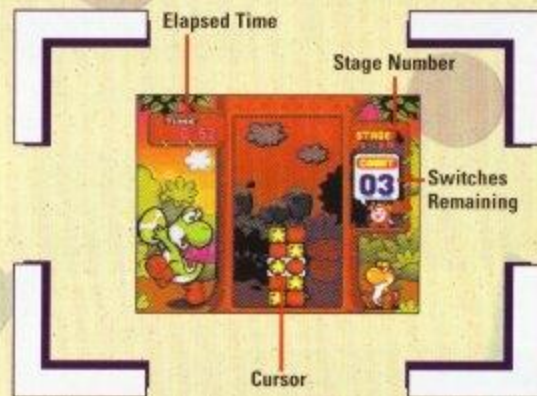 Elapsed Time
Stage Number
TIME
STAGE
COUNT
03
Switches
Remaining
Cursor